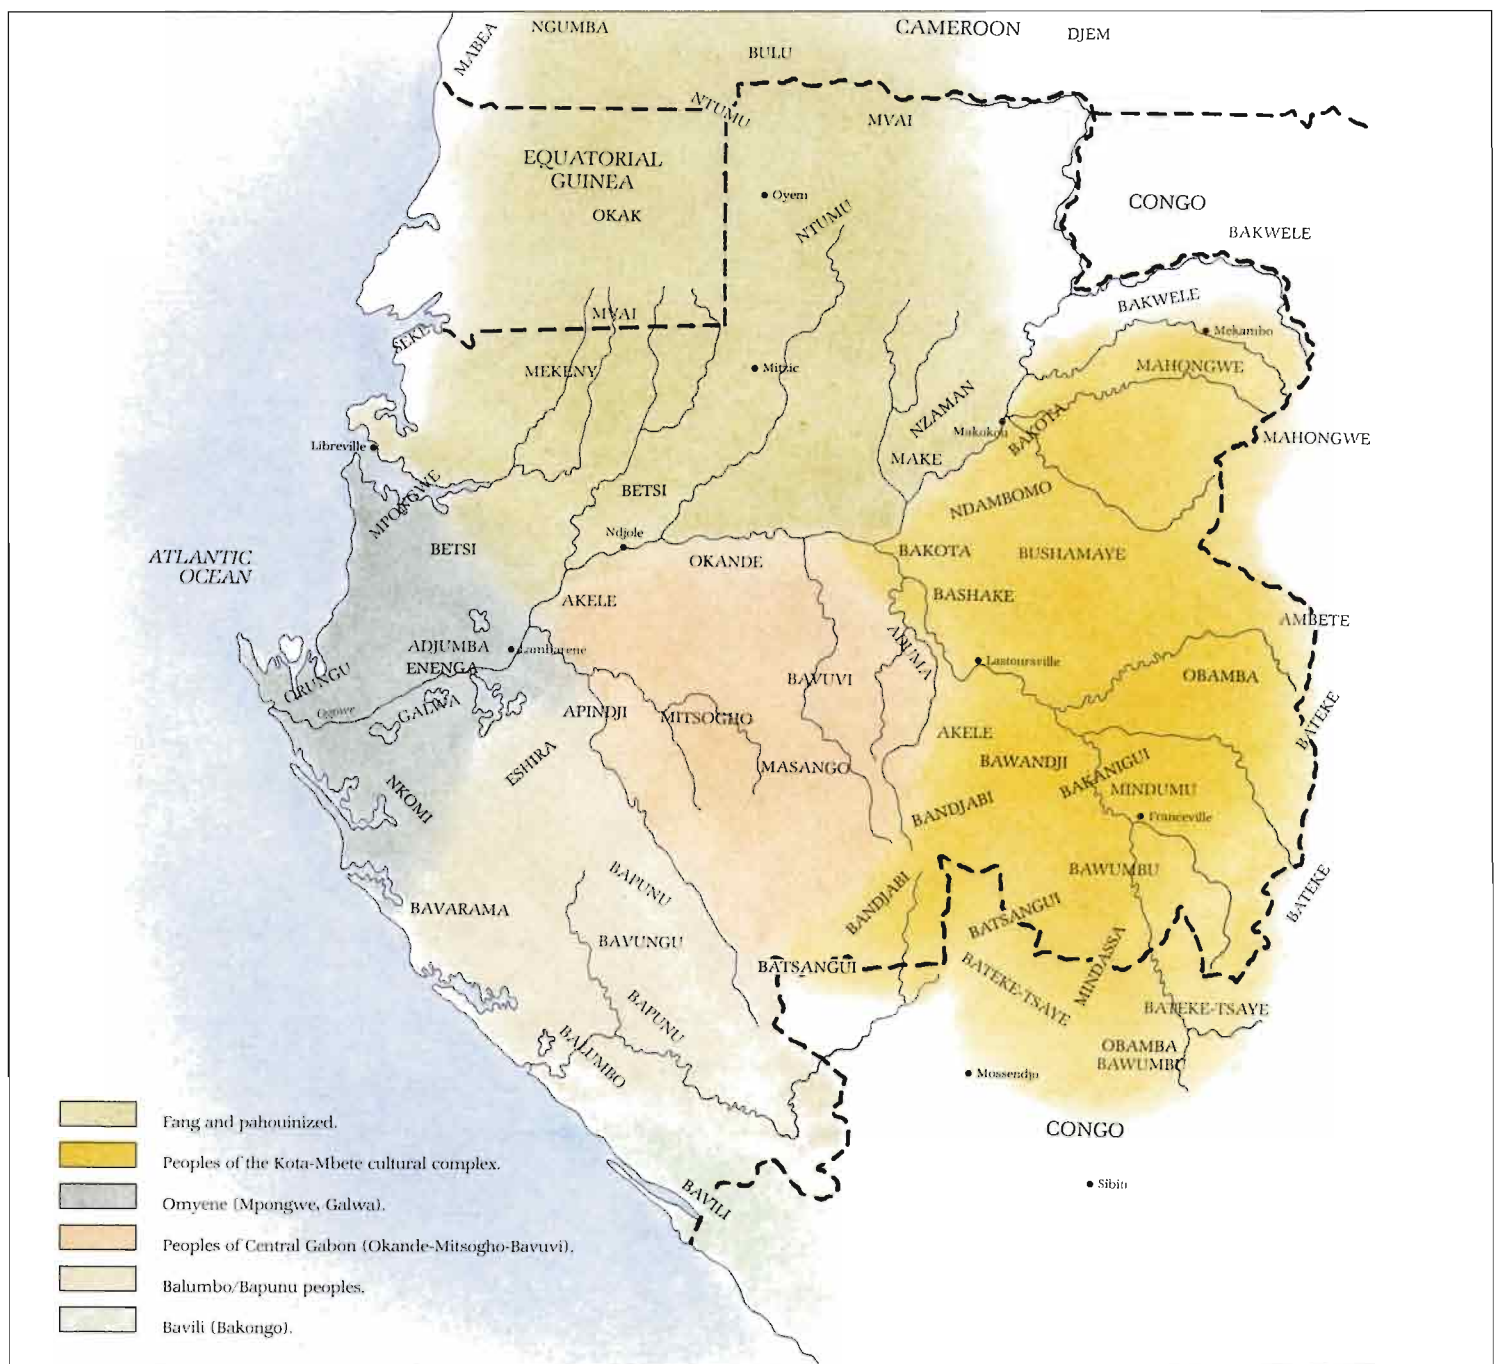 NGUMBA
CAMEROON
DJEM
MABEA
BULU
NTUMU
MVAI
EQUATORIAL
GUINEA
OKAK
Oyem
NTUMU
CONGO
BAKWELE
BAKWELE
MVAI
SEKE
Mekambo
MEKENY
Mitzic
MAHONGWE
NZAMAN
Makokou
BAKOTA
MAHONGWE
Libreville
MAKE
MPONGWE
BETSI
NDAMBOMO
Ndjole
BETSI
ATLANTIC
OCEAN
OKANDE
BAKOTA
BUSHAMAYE
AKELE
BASHAKE
AMBETE
ADJUMBA
ENENGA
Lambarene
ADUMA
Lastoursville
ORUNGU
BAVUVI
OBAMBA
Ogowe
GALWA
APINDJI
MITSOGHO
BATEKE
AKELE
ESHIRA
MASANGO
BAWANDJI
BAKANIGUI
MINDUMU
NKOMI
BANDJABI
Franceville
BAPUNU
BAWUMBU
BANDJABI
BATEKE
BAVARAMA
BATSANGUI
BAVUNGU
BATSANGUI
BATEKE-TSAYE
MINDASSA
BAPUNU
BATEKE-TSAYE
BALUMBO
OBAMBA
BAWUMBU
Mossendjo
CONGO
BAVILI
Sibiti
Fang and pahouinized.
Peoples of the Kota-Mbete cultural complex.
Omyene (Mpongwe, Galwa).
Peoples of Central Gabon (Okande-Mitsogho-Bavuvi).
Balumbo/Bapunu peoples.
Bavili (Bakongo).